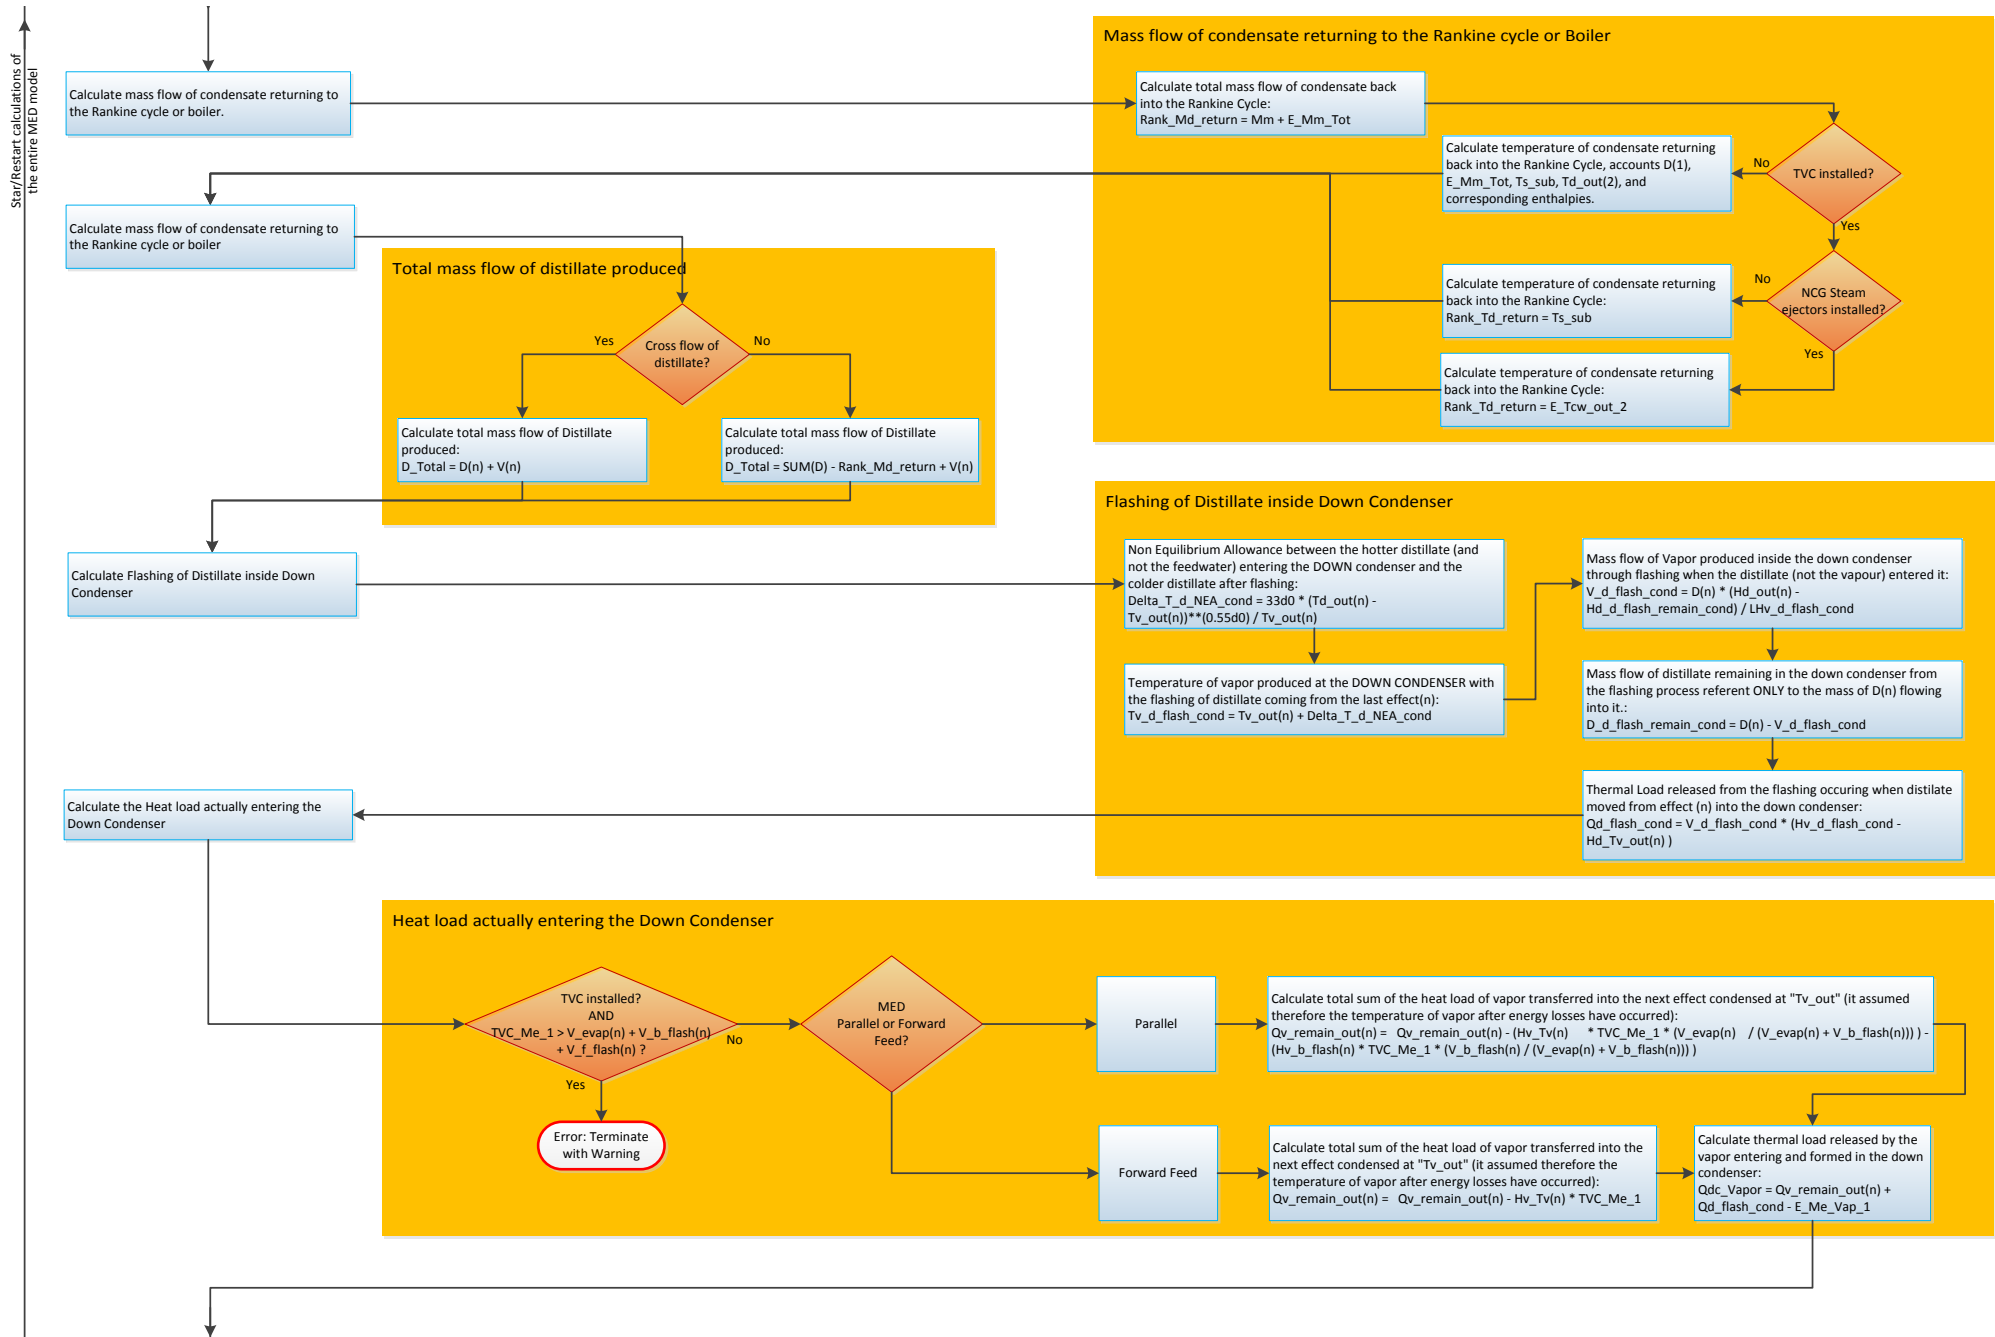 Star/Restart calculations of
the entire MED model
Mass flow of condensate returning to the Rankine cycle or Boiler
Calculate mass flow of condensate returning to
the Rankine cycle or boiler.
Calculate total mass flow of condensate back
into the Rankine Cycle:
Rank_Md_return = Mm + E_Mm_Tot
TVC installed?
No
Yes
Calculate temperature of condensate returning
back into the Rankine Cycle, accounts D(1),
E_Mm_Tot, Ts_sub, Td_out(2), and
corresponding enthalpies.
NCG Steam
ejectors installed?
No
Yes
Calculate temperature of condensate returning
back into the Rankine Cycle:
Rank_Td_return = Ts_sub
Calculate temperature of condensate returning
back into the Rankine Cycle:
Rank_Td_return = E_Tcw_out_2
Calculate mass flow of condensate returning to
the Rankine cycle or boiler
Total mass flow of distillate produced
Cross flow of
distillate?
Yes
No
Calculate total mass flow of Distillate
produced:
D_Total = D(n) + V(n)
Calculate total mass flow of Distillate
produced:
D_Total = SUM(D) - Rank_Md_return + V(n)
Flashing of Distillate inside Down Condenser
Calculate Flashing of Distillate inside Down
Condenser
Non Equilibrium Allowance between the hotter distillate (and
not the feedwater) entering the DOWN condenser and the
colder distillate after flashing:
Delta_T_d_NEA_cond = 33d0 * (Td_out(n) -
Tv_out(n))**(0.55d0) / Tv_out(n)
Temperature of vapor produced at the DOWN CONDENSER with
the flashing of distillate coming from the last effect(n):
Tv_d_flash_cond = Tv_out(n) + Delta_T_d_NEA_cond
Mass flow of Vapor produced inside the down condenser
through flashing when the distillate (not the vapour) entered it:
V_d_flash_cond = D(n) * (Hd_out(n) -
Hd_d_flash_remain_cond) / LHv_d_flash_cond
Mass flow of distillate remaining in the down condenser from
the flashing process referent ONLY to the mass of D(n) flowing
into it.:
D_d_flash_remain_cond = D(n) - V_d_flash_cond
Thermal Load released from the flashing occuring when distilate
moved from effect (n) into the down condenser:
Qd_flash_cond = V_d_flash_cond * (Hv_d_flash_cond -
Hd_Tv_out(n) )
Calculate the Heat load actually entering the
Down Condenser
Heat load actually entering the Down Condenser
TVC installed?
AND
TVC_Me_1 > V_evap(n) + V_b_flash(n)
+ V_f_flash(n) ?
No
Yes
Error: Terminate
with Warning
MED
Parallel or Forward
Feed?
Parallel
Calculate total sum of the heat load of vapor transferred into the next effect condensed at "Tv_out" (it assumed
therefore the temperature of vapor after energy losses have occurred):
Qv_remain_out(n) = Qv_remain_out(n) - (Hv_Tv(n) * TVC_Me_1 * (V_evap(n) / (V_evap(n) + V_b_flash(n))) ) -
(Hv_b_flash(n) * TVC_Me_1 * (V_b_flash(n) / (V_evap(n) + V_b_flash(n))) )
Forward Feed
Calculate total sum of the heat load of vapor transferred into the
next effect condensed at "Tv_out" (it assumed therefore the
temperature of vapor after energy losses have occurred):
Qv_remain_out(n) = Qv_remain_out(n) - Hv_Tv(n) * TVC_Me_1
Calculate thermal load released by the
vapor entering and formed in the down
condenser:
Qdc_Vapor = Qv_remain_out(n) +
Qd_flash_cond - E_Me_Vap_1